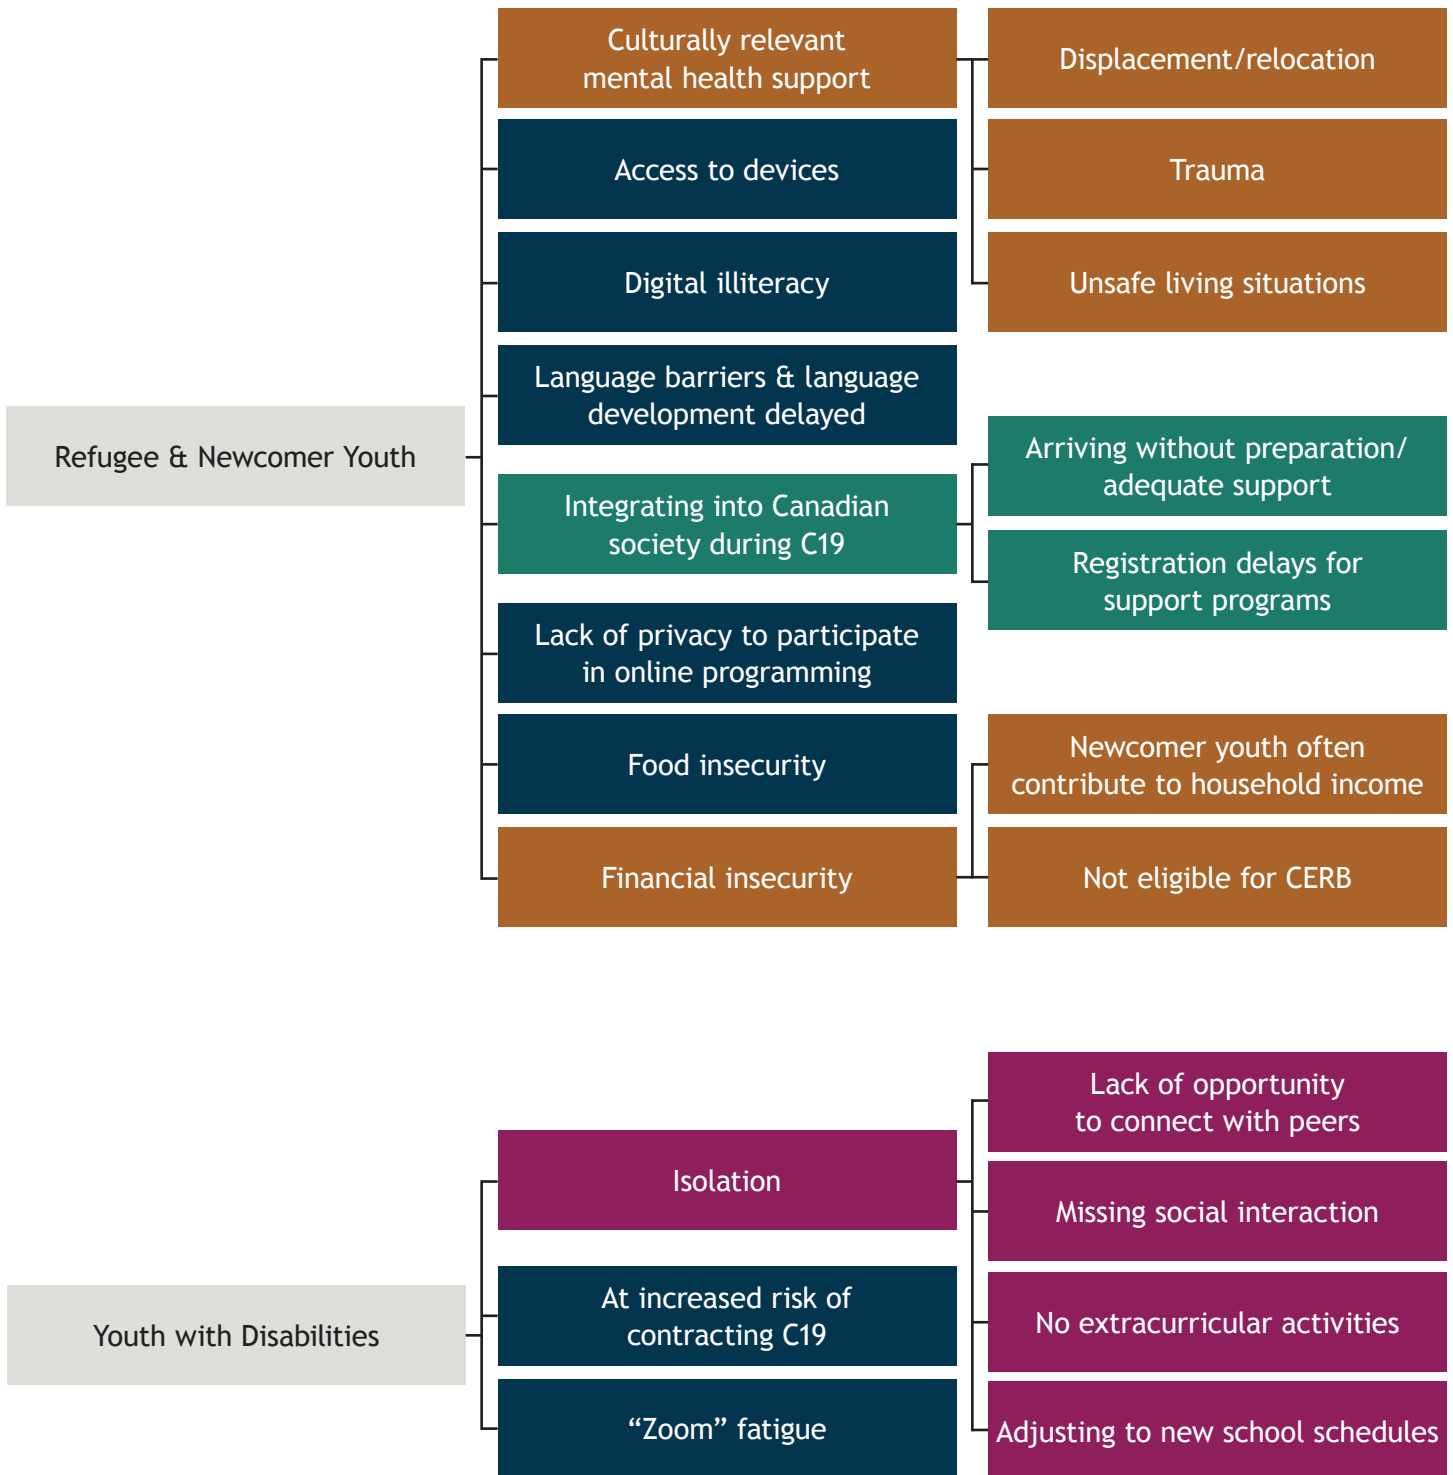 Refugee & Newcomer Youth
Culturally relevant
mental health support
Displacement/relocation
Trauma
Unsafe living situations
Access to devices
Digital illiteracy
Language barriers & language
development delayed
Integrating into Canadian
society during C19
Arriving without preparation/
adequate support
Registration delays for
support programs
Lack of privacy to participate
in online programming
Food insecurity
Financial insecurity
Newcomer youth often
contribute to household income
Not eligible for CERB
Youth with Disabilities
Isolation
Lack of opportunity
to connect with peers
Missing social interaction
No extracurricular activities
Adjusting to new school schedules
At increased risk of
contracting C19
“Zoom” fatigue